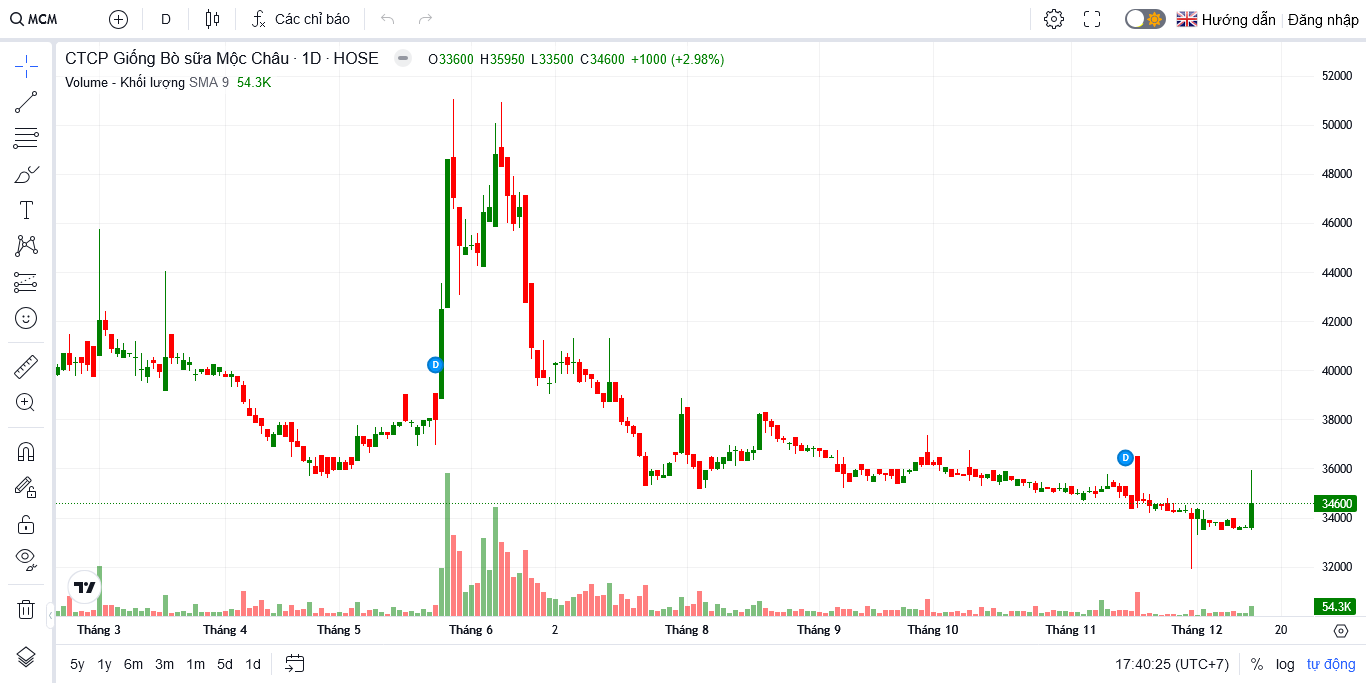 MCM D Các chỉ báo Hướng dẫn Đăng nhập
CTCP Giống Bò sữa Mộc Châu · 1D · HOSE O33600 H35950 L33500 C34600 +1000 (+2.98%)
Volume - Khối lượng SMA 9 54.3K
52000
50000
48000
46000
44000
42000
40000
38000
36000
34600
34000
32000
54.3K
D
D
Tháng 3 Tháng 4 Tháng 5 Tháng 6 2 Tháng 8 Tháng 9 Tháng 10 Tháng 11 Tháng 12 20
5y 1y 6m 3m 1m 5d 1d 17:40:25 (UTC+7) % log tự động